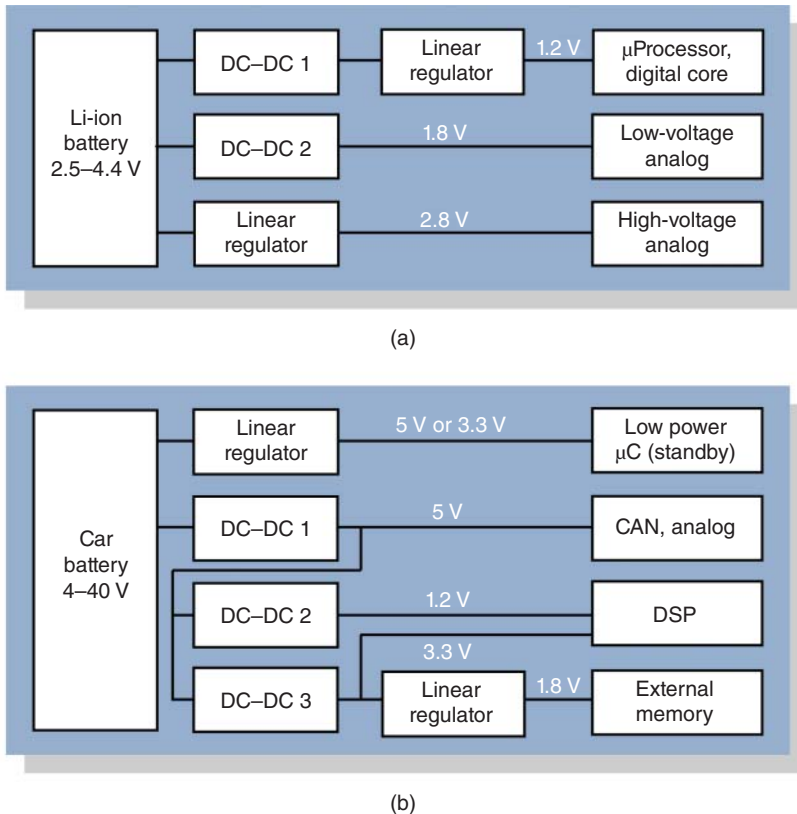 DC–DC 1
Linear
regulator
1.2 V
μProcessor,
digital core
Li-ion
battery
2.5–4.4 V
DC–DC 2
1.8 V
Low-voltage
analog
Linear
regulator
2.8 V
High-voltage
analog
(a)
Linear
regulator
5 V or 3.3 V
Low power
μC (standby)
Car
battery
4–40 V
DC–DC 1
5 V
CAN, analog
DC–DC 2
1.2 V
DSP
3.3 V
DC–DC 3
Linear
regulator
1.8 V
External
memory
(b)